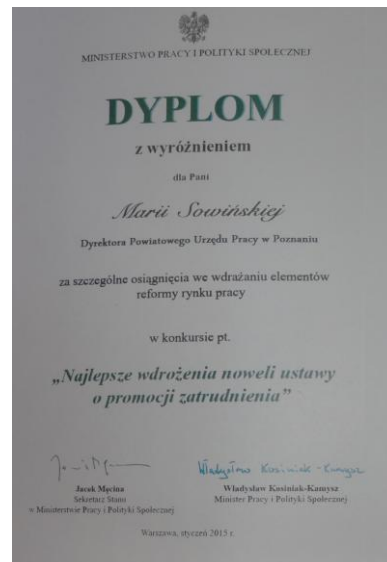 MINISTERSTWO PRACY I POLITYKI SPOŁECZNEJ
DYPLOM
z wyróżnieniem
dla Pani
Marii Sowińskiej
Dyrektora Powiatowego Urzędu Pracy w Poznaniu
za szczególne osiągnięcia we wdrażaniu elementów
reformy rynku pracy
w konkursie pt.
„Najlepsze wdrożenia noweli ustawy
o promocji zatrudnienia”
Władysław Kosiniak-Kamysz
Jacek Męcina
Sekretarz Stanu
w Ministerstwie Pracy i Polityki Społecznej
Władysław Kosiniak-Kamysz
Minister Pracy i Polityki Społecznej
Warszawa, styczeń 2015 r.